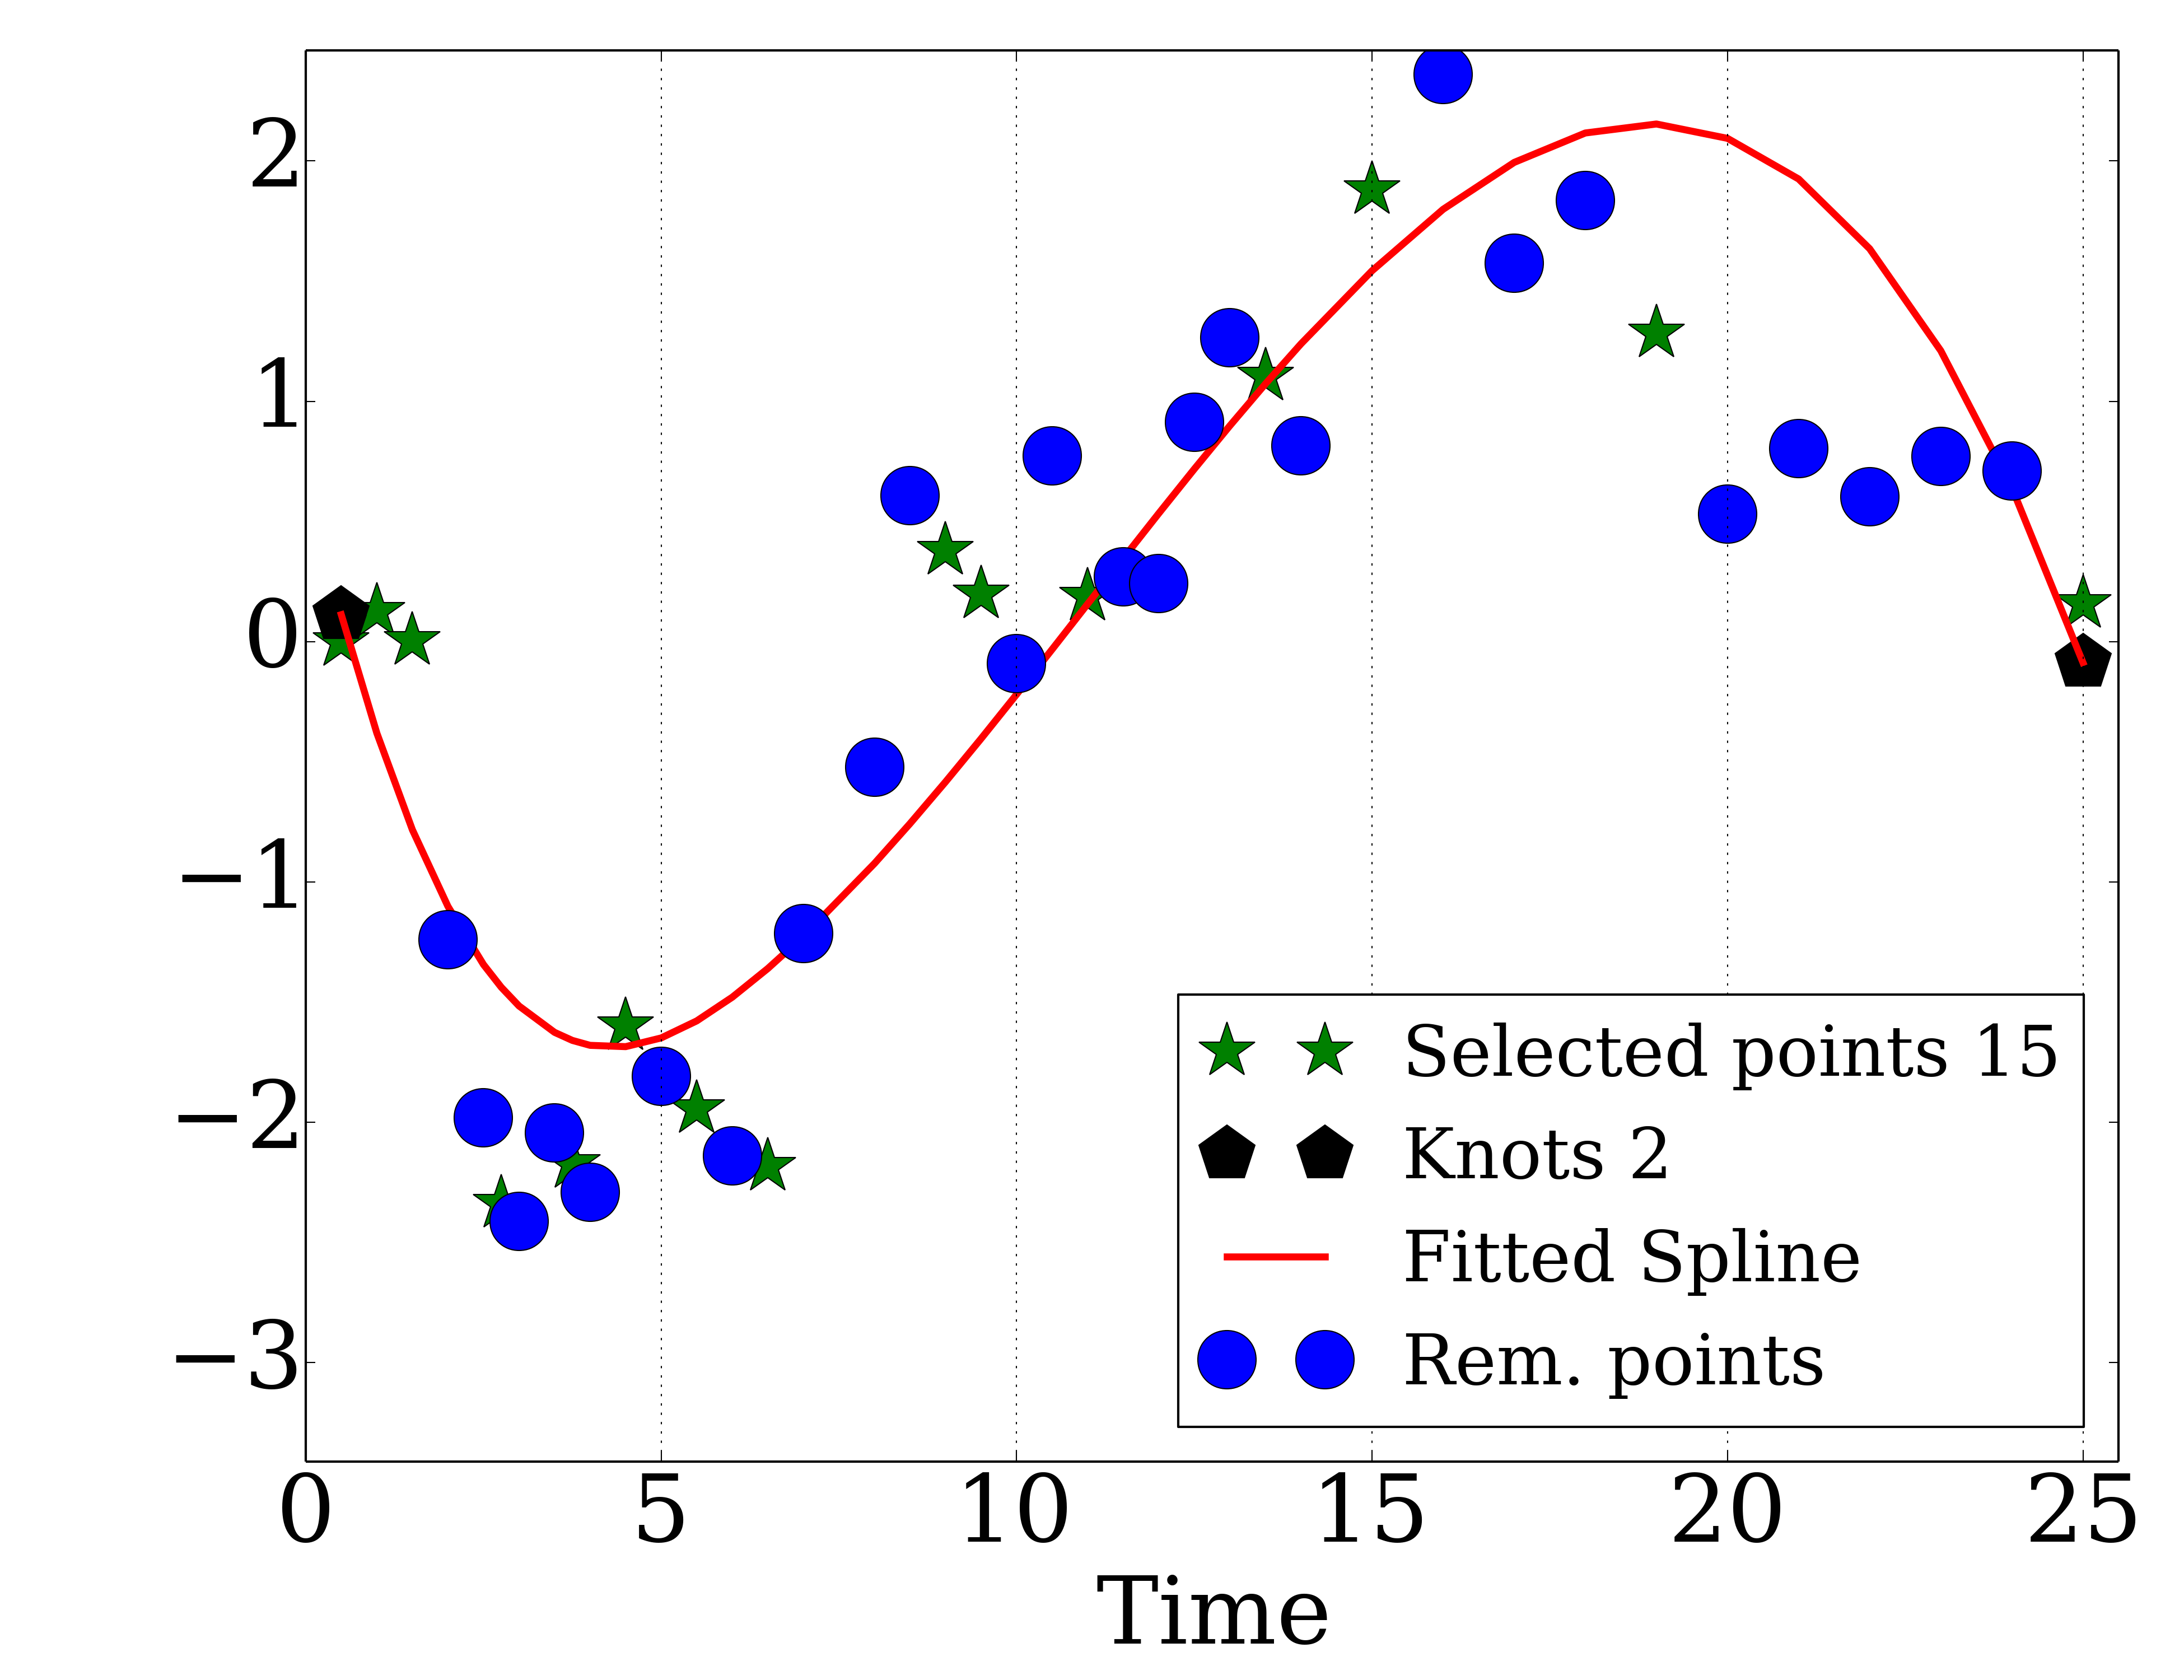 2
1
0
−1
−2
−3
0 5 10 15 20 25
Time
Selected points 15
Knots 2
Fitted Spline
Rem. points